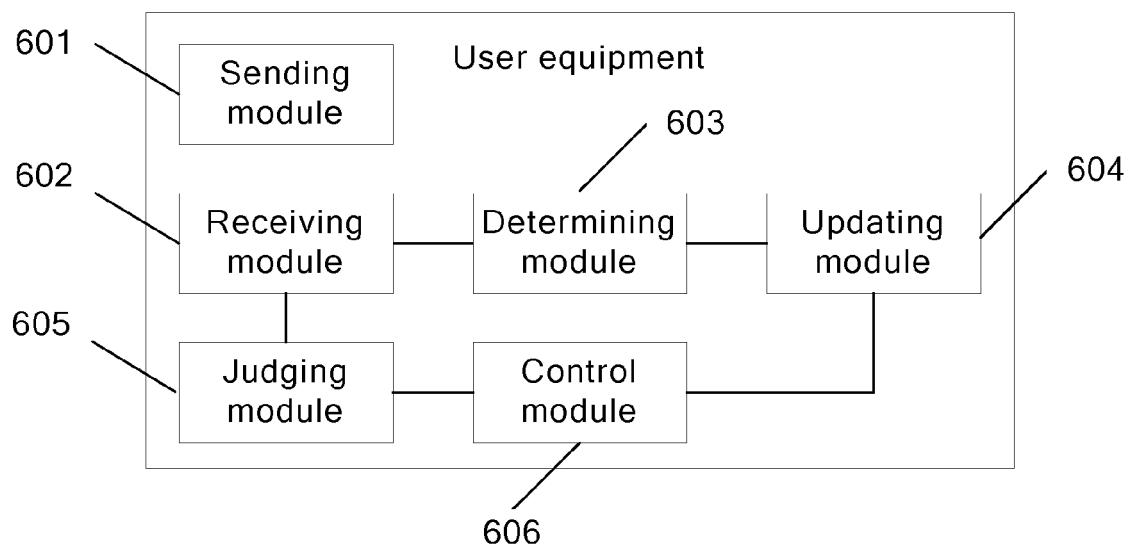 601
Sending
module
User equipment
603
602
604
Receiving
module
Determining
module
Updating
module
605
Judging
module
Control
module
606